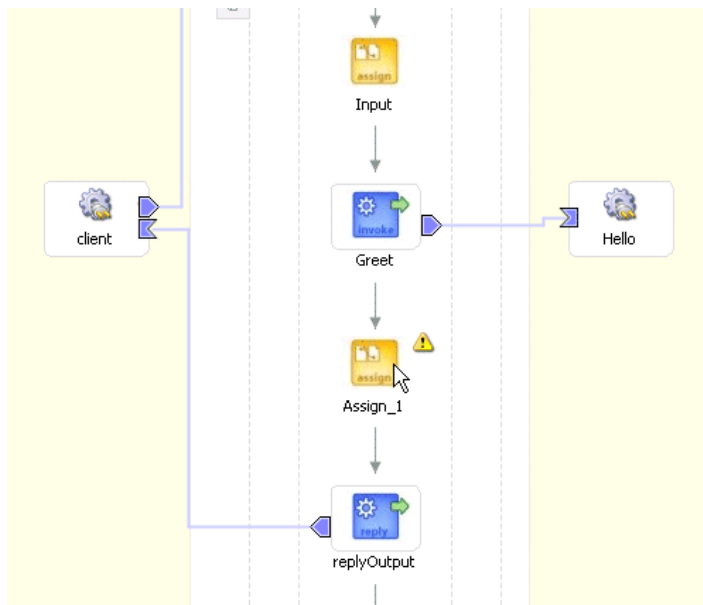 assign
Input
invoke
client
Hello
Greet
assign
Assign_1
reply
replyOutput